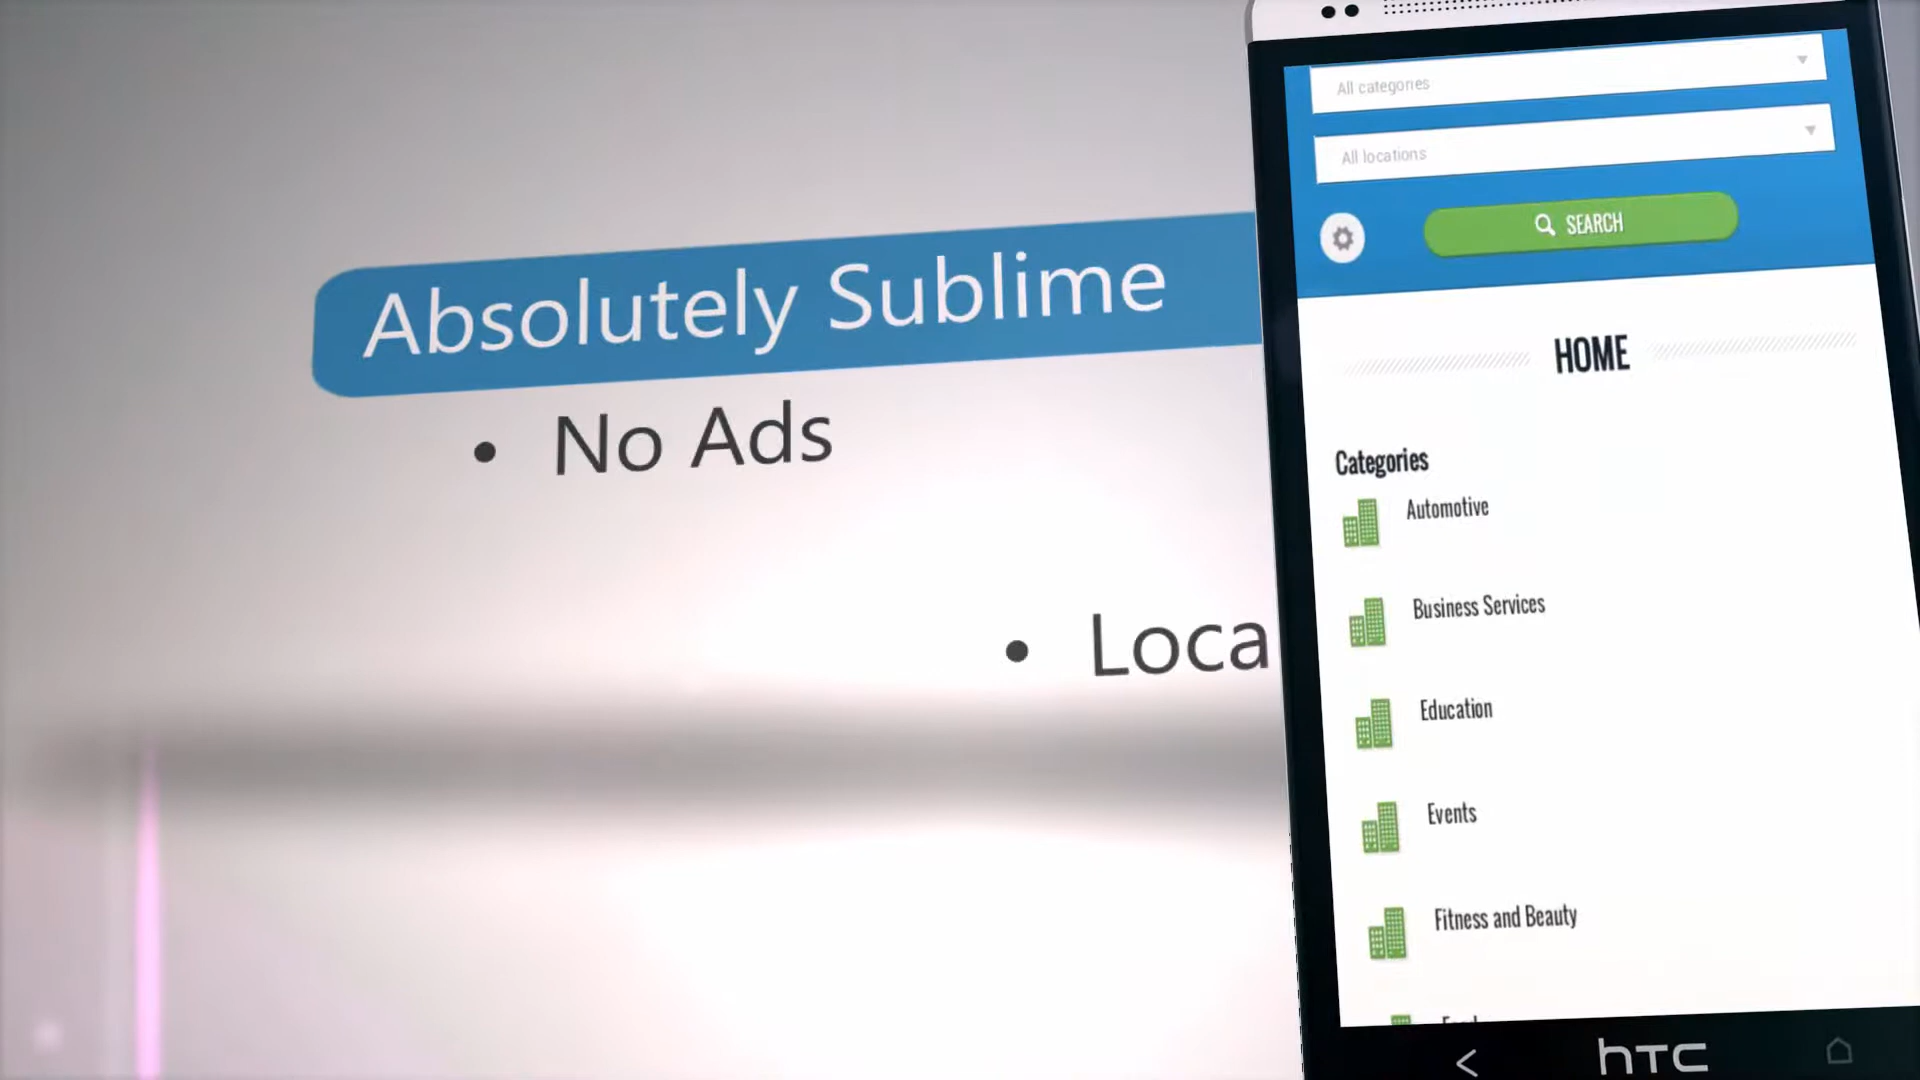 Absolutely Sublime
• No Ads
• Loca
All categories
All locations
SEARCH
HOME
Categories
Automotive
Business Services
Education
Events
Fitness and Beauty
hTC